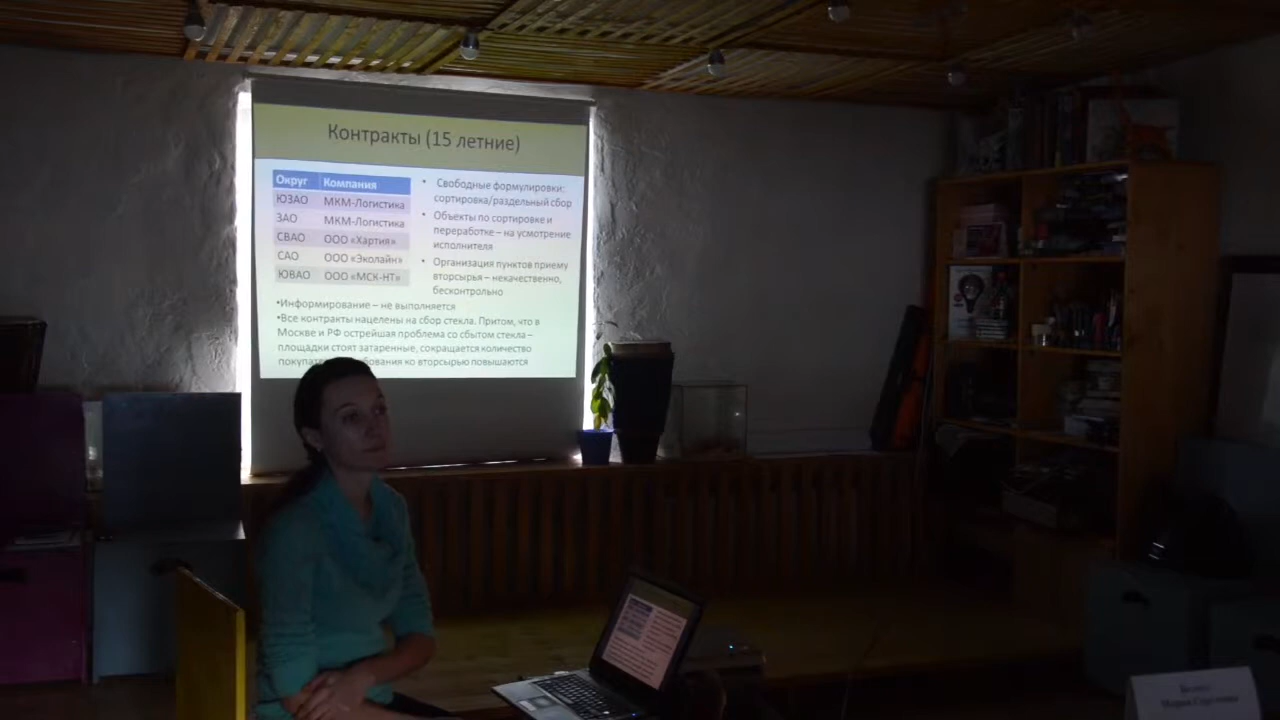 Контракты (15 летние)
Округ Компания
ЮЗАО МКМ-Логистика
ЗАО МКМ-Логистика
СВАО ООО «Хартия»
САО ООО «Эколайн»
ЮВАО ООО «МСК-НТ»
• Свободные формулировки:
сортировка/раздельный сбор
• Объекты по сортировке и
переработке – на усмотрение
исполнителя
• Организация пунктов приему
вторсырья – некачественно,
бесконтрольно
•Информирование – не выполняется
•Все контракты нацелены на сбор стекла. Притом, что в
Москве и РФ острейшая проблема со сбытом стекла –
площадки стоят затаренные, сокращается количество
ко вторсырью повышаются